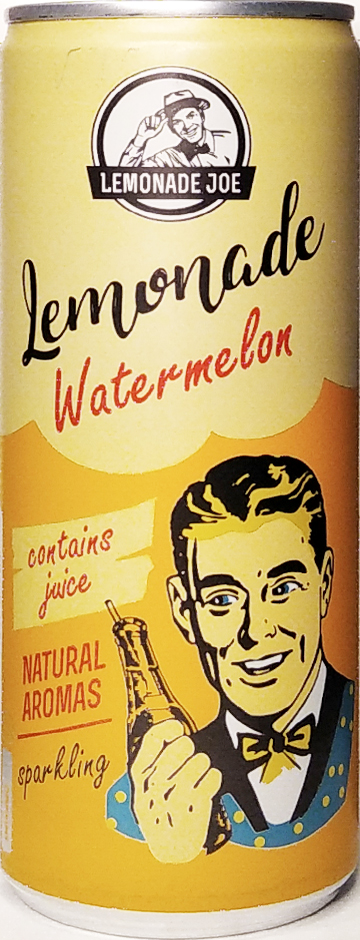 LEMONADE JOE
Lemonade
Watermelon
contains
juice
NATURAL
AROMAS
sparkling